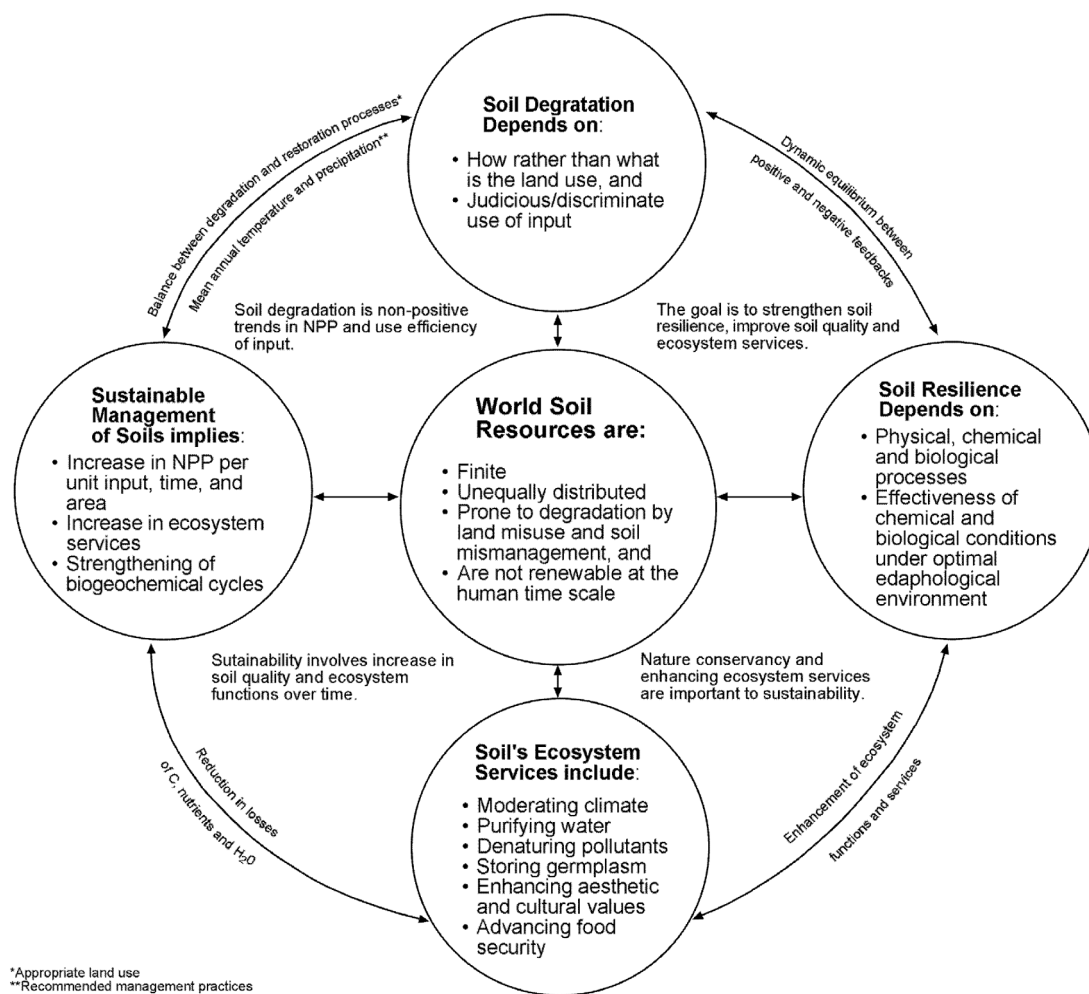 Soil Degratation
Depends on:
• How rather than what
is the land use, and
• Judicious/discriminate
use of input
Balance between degradation and restoration processes*
Mean annual temperature and precipitation**
Dynamic equilibrium between
positive and negative feedbacks
Soil degradation is non-positive
trends in NPP and use efficiency
of input.
The goal is to strengthen soil
resilience, improve soil quality and
ecosystem services.
Sustainable
Management
of Soils implies:
• Increase in NPP per
unit input, time, and
area
• Increase in ecosystem
services
• Strengthening of
biogeochemical cycles
World Soil
Resources are:
• Finite
• Unequally distributed
• Prone to degradation by
land misuse and soil
mismanagement, and
• Are not renewable at the
human time scale
Soil Resilience
Depends on:
• Physical, chemical
and biological
processes
• Effectiveness of
chemical and
biological conditions
under optimal
edaphological
environment
Sutainability involves increase in
soil quality and ecosystem
functions over time.
Nature conservancy and
enhancing ecosystem services
are important to sustainability.
Reduction in losses
of C, nutrients and H₂O
Soil's Ecosystem
Services include:
• Moderating climate
• Purifying water
• Denaturing pollutants
• Storing germplasm
• Enhancing aesthetic
and cultural values
• Advancing food
security
Enhancement of ecosystem
functions and services
*Appropriate land use
**Recommended management practices